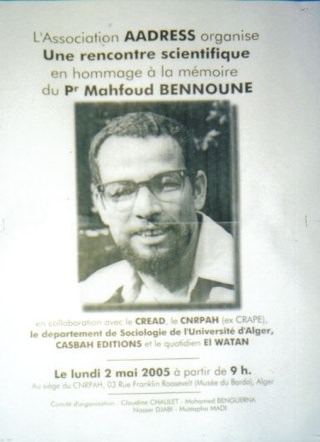 L'Association AADRESS organise
Une rencontre scientifique
en hommage à la mémoire
du Pr Mahfoud BENNOUNE
en collaboration avec le CREAD, le CNRPAH (ex CRAPE),
le département de Sociologie de l'Université d'Alger,
CASBAH EDITIONS et le quotidien El WATAN
Le lundi 2 mai 2005 à partir de 9 h.
Au siège du CNRPAH, 03 Rue Franklin Roosevelt (Musée du Bardo), Alger
Comité d'organisation : Claudine CHAULET - Mohamed BENGUERNA
Nasser DJABI - Mustapha MADI